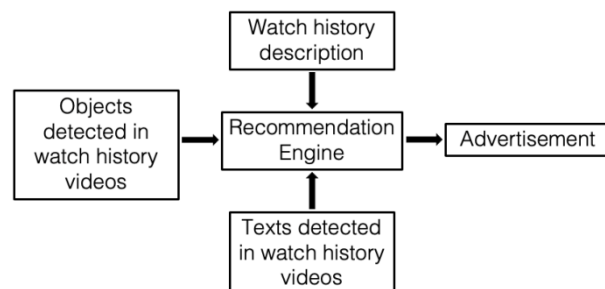 Watch history
description
Objects
detected in
watch history
videos
Recommendation
Engine
Advertisement
Texts detected
in watch history
videos